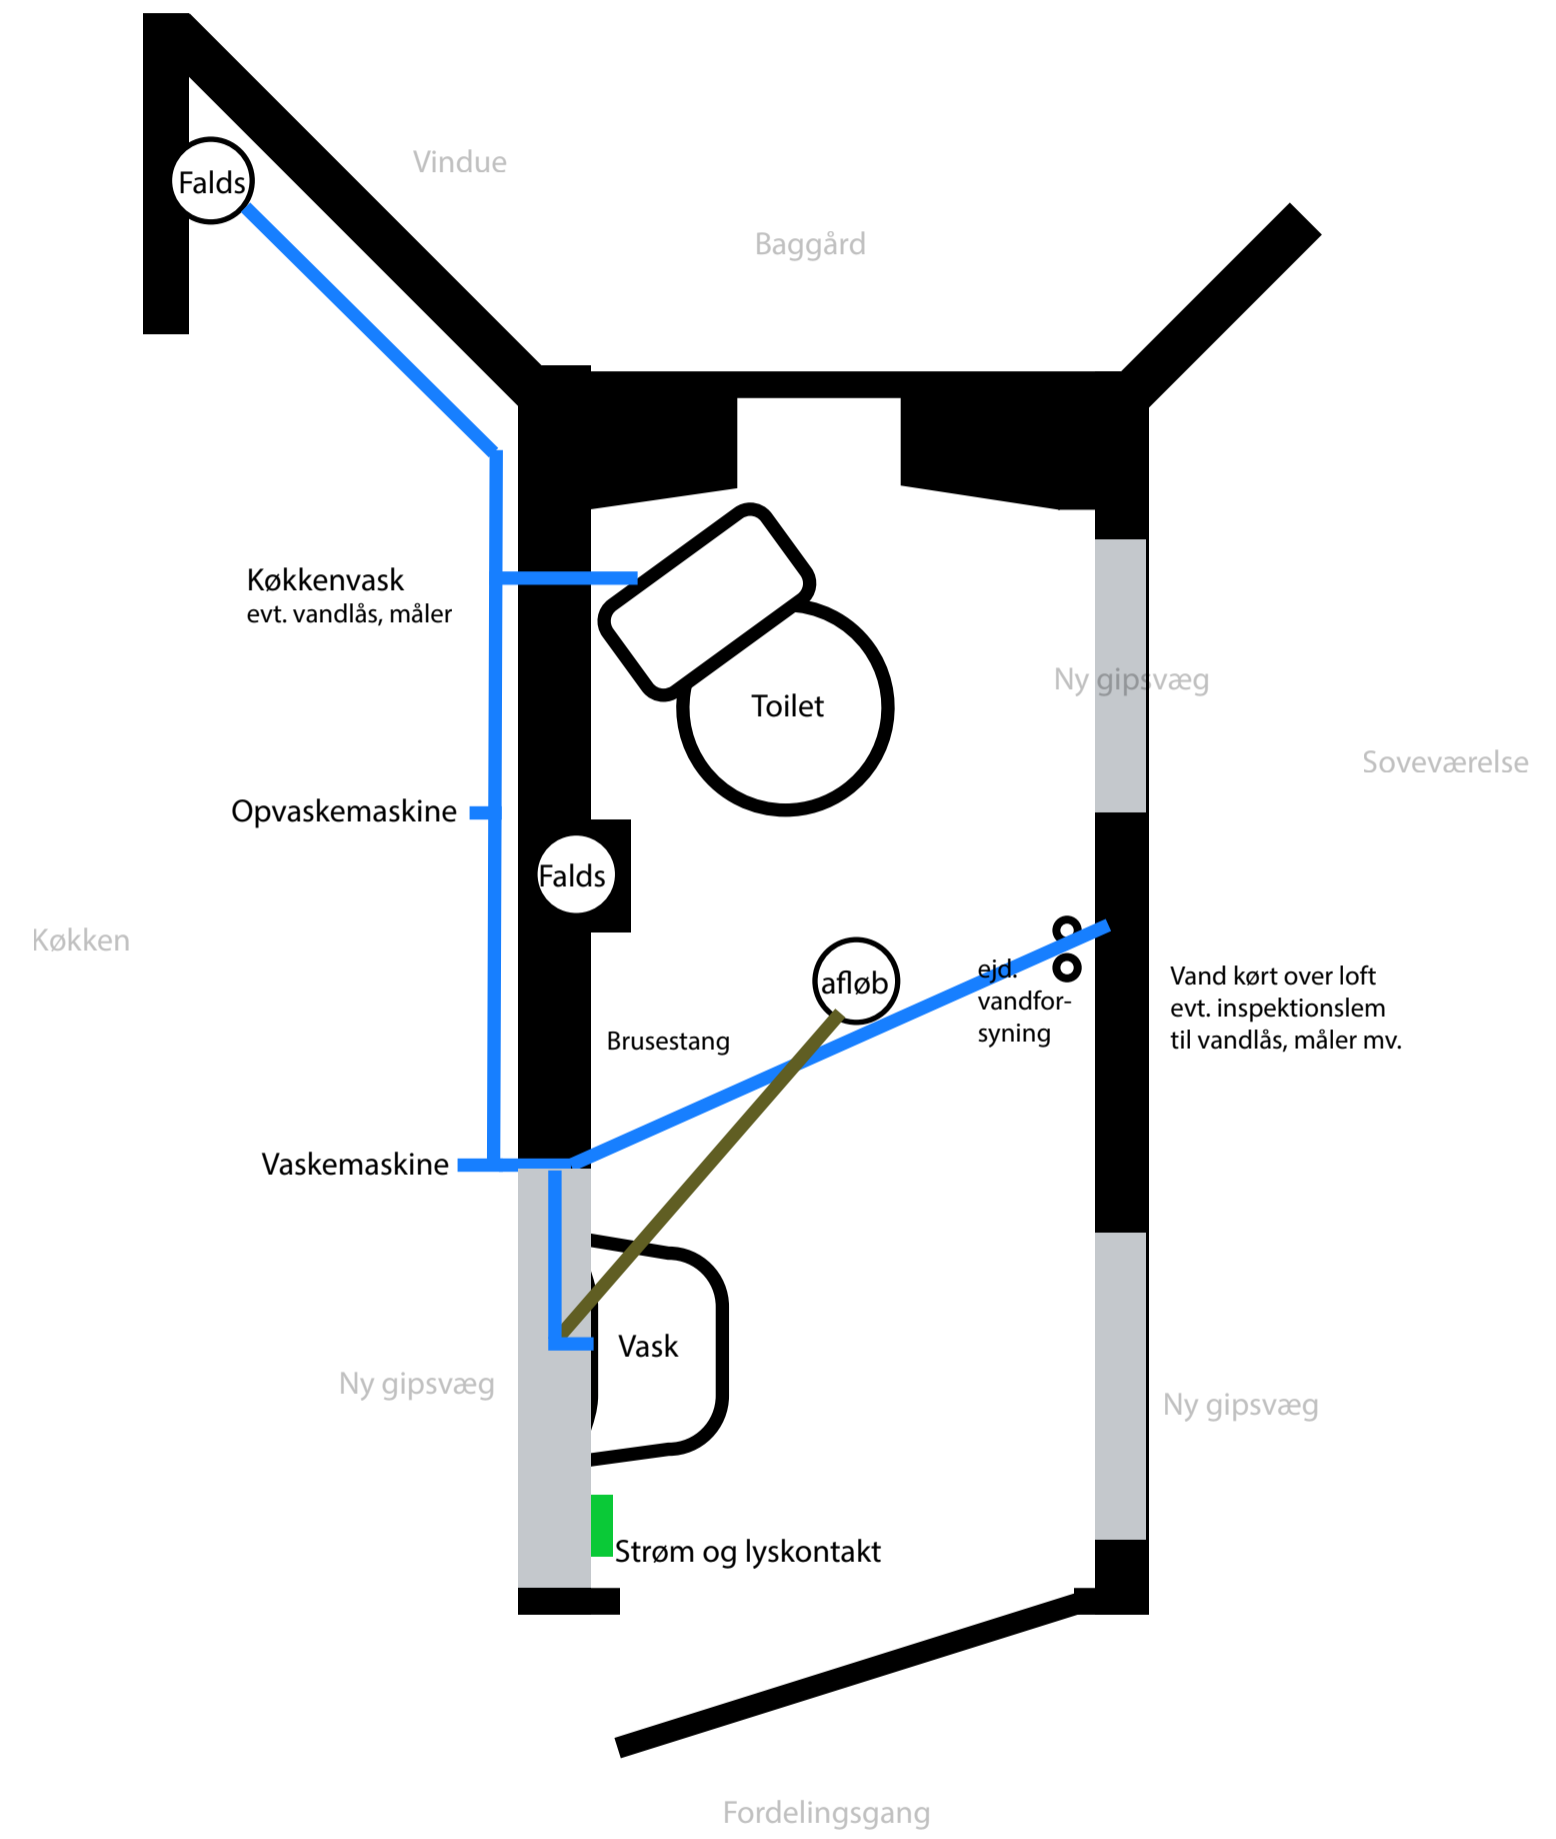 Vindue
Falds
Baggård
Køkkenvask
evt. vandlås, måler
Ny gipsvæg
Toilet
Soveværelse
Opvaskemaskine
Falds
Køkken
afløb
ejd.
vandfor-
syning
Vand kørt over loft
evt. inspektionslem
til vandlås, måler mv.
Brusestang
Vaskemaskine
Vask
Ny gipsvæg
Ny gipsvæg
Strøm og lyskontakt
Fordelingsgang